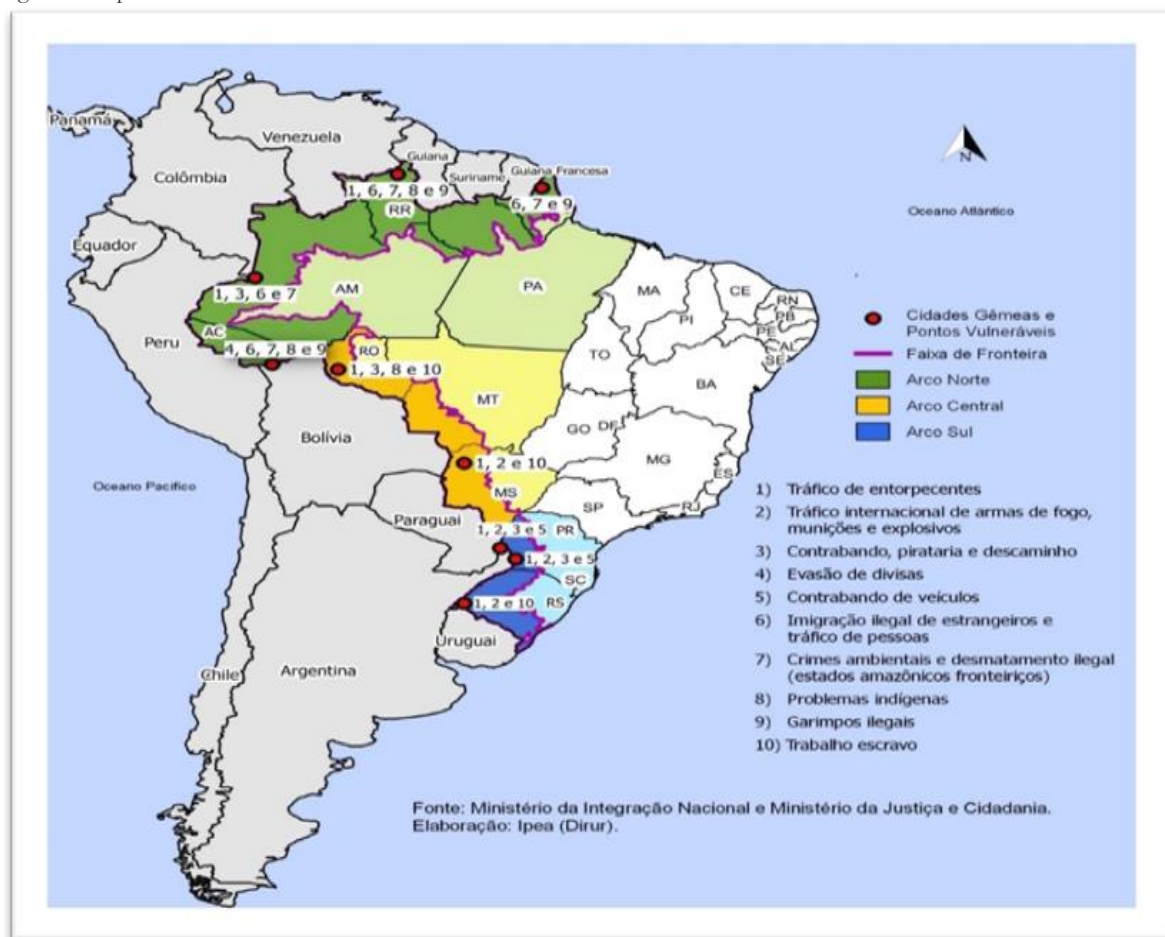 Panamá
Venezuela
Guiana
Colômbia
Suriname
Guiana Francesa
1, 6, 7, 8 e 9
6, 7 e 9
RR
Oceano Atlântico
Equador
1, 3, 6 e 7
AM
PA
MA
CE
RN
PB
PI
PE
AL
SE
AC
Peru
4, 6, 7, 8 e 9
RO
1, 3, 8 e 10
TO
BA
MT
Bolívia
GO
DF
MG
ES
1, 2 e 10
Oceano Pacífico
MS
SP
RJ
Paraguai
1, 2, 3 e 5
PR
1, 2, 3 e 5
SC
1, 2 e 10
RS
Uruguai
Chile
Argentina
N
Cidades Gêmeas e
Pontos Vulneráveis
Faixa de Fronteira
Arco Norte
Arco Central
Arco Sul
1) Tráfico de entorpecentes
2) Tráfico internacional de armas de fogo,
munições e explosivos
3) Contrabando, pirataria e descaminho
4) Evasão de divisas
5) Contrabando de veículos
6) Imigração ilegal de estrangeiros e
tráfico de pessoas
7) Crimes ambientais e desmatamento ilegal
(estados amazônicos fronteiriços)
8) Problemas indígenas
9) Garimpos ilegais
10) Trabalho escravo
Fonte: Ministério da Integração Nacional e Ministério da Justiça e Cidadania.
Elaboração: Ipea (Dirur).